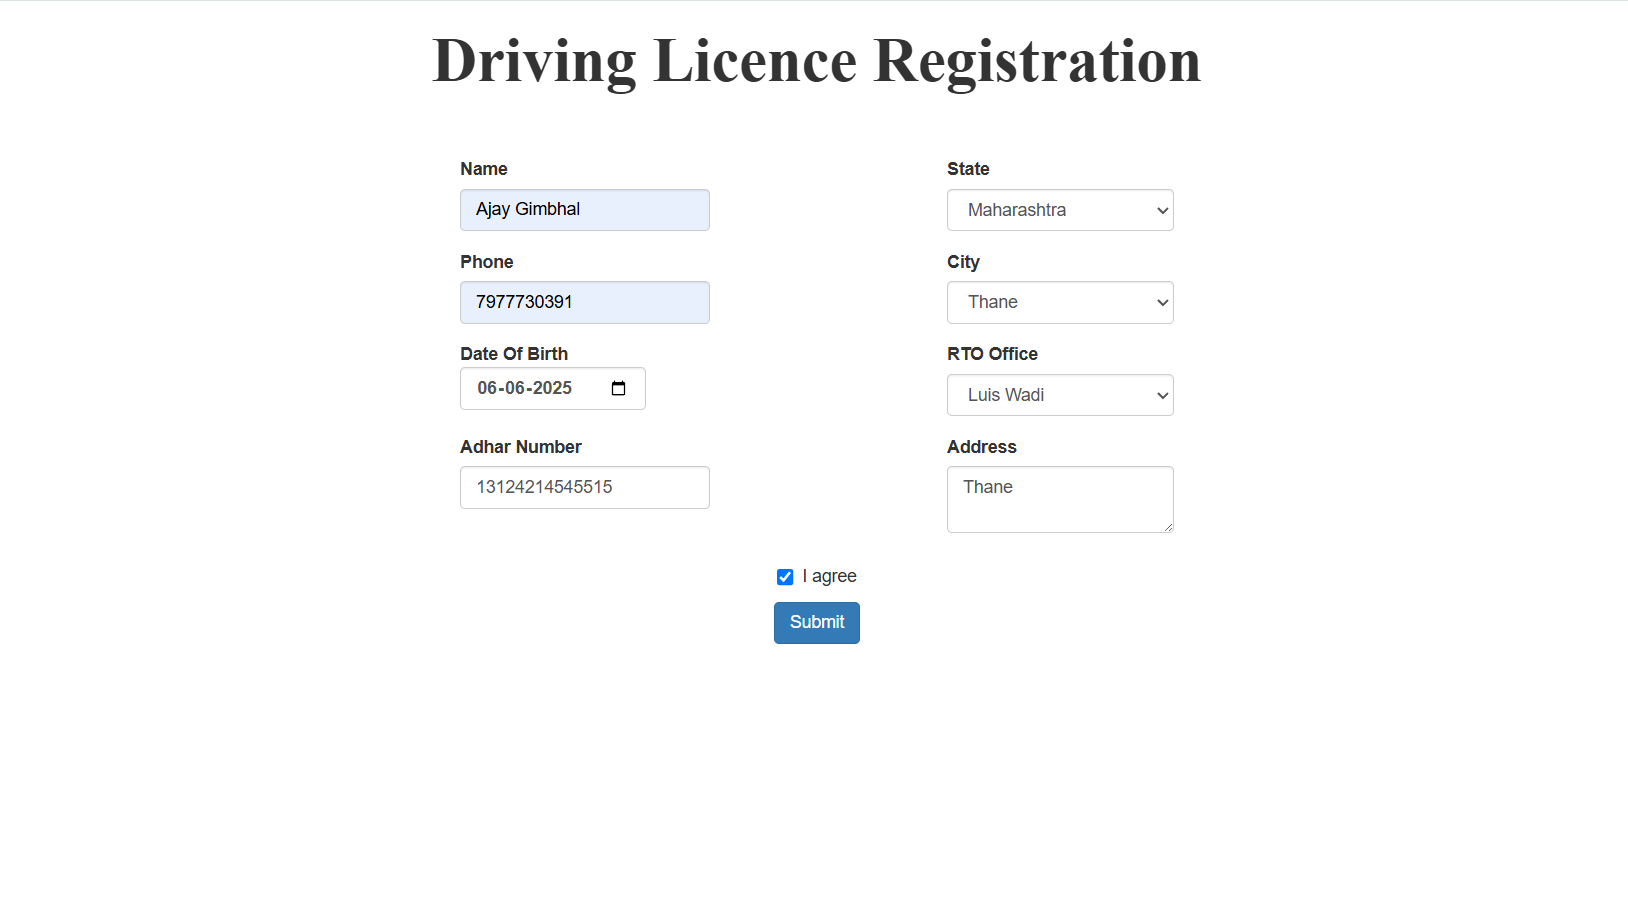 Driving Licence Registration
Name
Ajay Gimbhal
Phone
7977730391
Date Of Birth
06-06-2025
Adhar Number
13124214545515
State
Maharashtra
City
Thane
RTO Office
Luis Wadi
Address
Thane
I agree
Submit